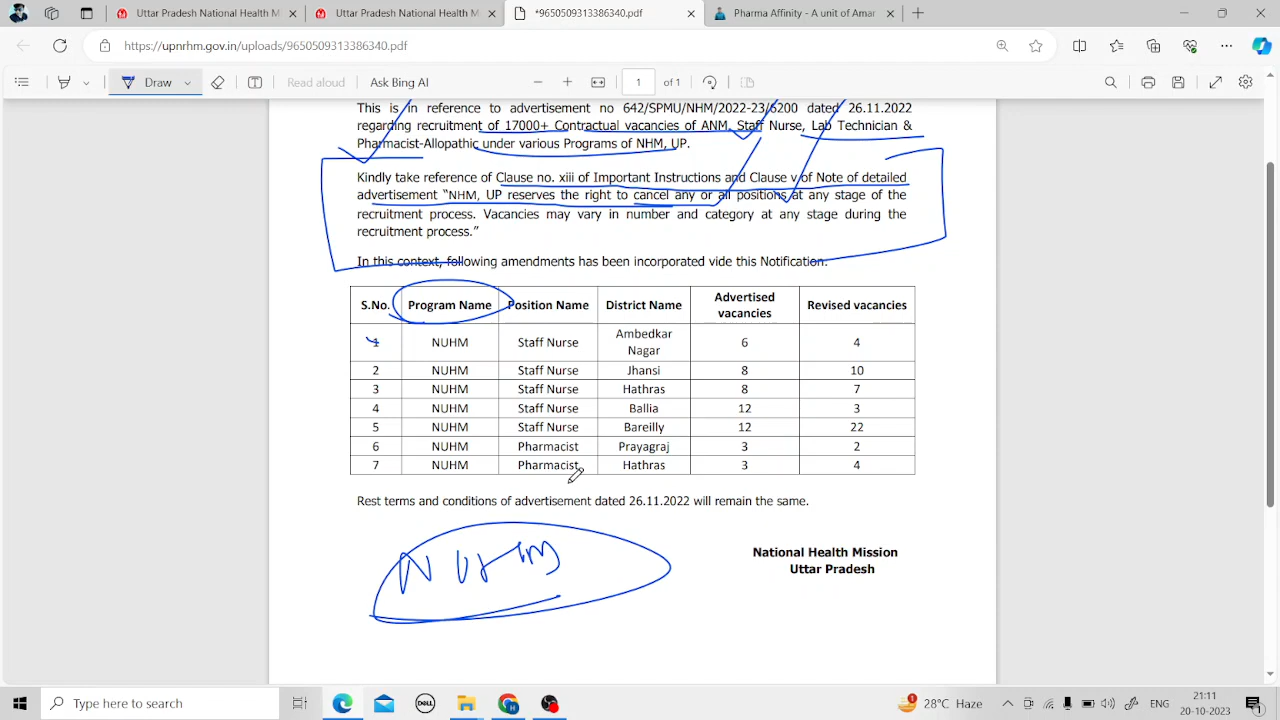 Uttar Pradesh National Health M
Uttar Pradesh National Health M
*9650509313386340.pdf
Pharma Affinity - A unit of Amar
https://upnrhm.gov.in/uploads/9650509313386340.pdf
Draw
Read aloud
Ask Bing AI
1 of 1
This is in reference to advertisement no 642/SPMU/NHM/2022-23/6200 dated 26.11.2022
regarding recruitment of 17000+ Contractual vacancies of ANM, Staff Nurse, Lab Technician &
Pharmacist-Allopathic under various Programs of NHM, UP.
Kindly take reference of Clause no. xiii of Important Instructions and Clause v of Note of detailed
advertisement “NHM, UP reserves the right to cancel any or all positions at any stage of the
recruitment process. Vacancies may vary in number and category at any stage during the
recruitment process.”
In this context, following amendments has been incorporated vide this Notification:
S.No. Program Name Position Name District Name Advertised vacancies Revised vacancies
1 NUHM Staff Nurse Ambedkar Nagar 6 4
2 NUHM Staff Nurse Jhansi 8 10
3 NUHM Staff Nurse Hathras 8 7
4 NUHM Staff Nurse Ballia 12 3
5 NUHM Staff Nurse Bareilly 12 22
6 NUHM Pharmacist Prayagraj 3 2
7 NUHM Pharmacist Hathras 3 4
Rest terms and conditions of advertisement dated 26.11.2022 will remain the same.
National Health Mission
Uttar Pradesh
NUHM
Type here to search
DELL
1
28°C Haze
ENG
21:11
20-10-2023
1